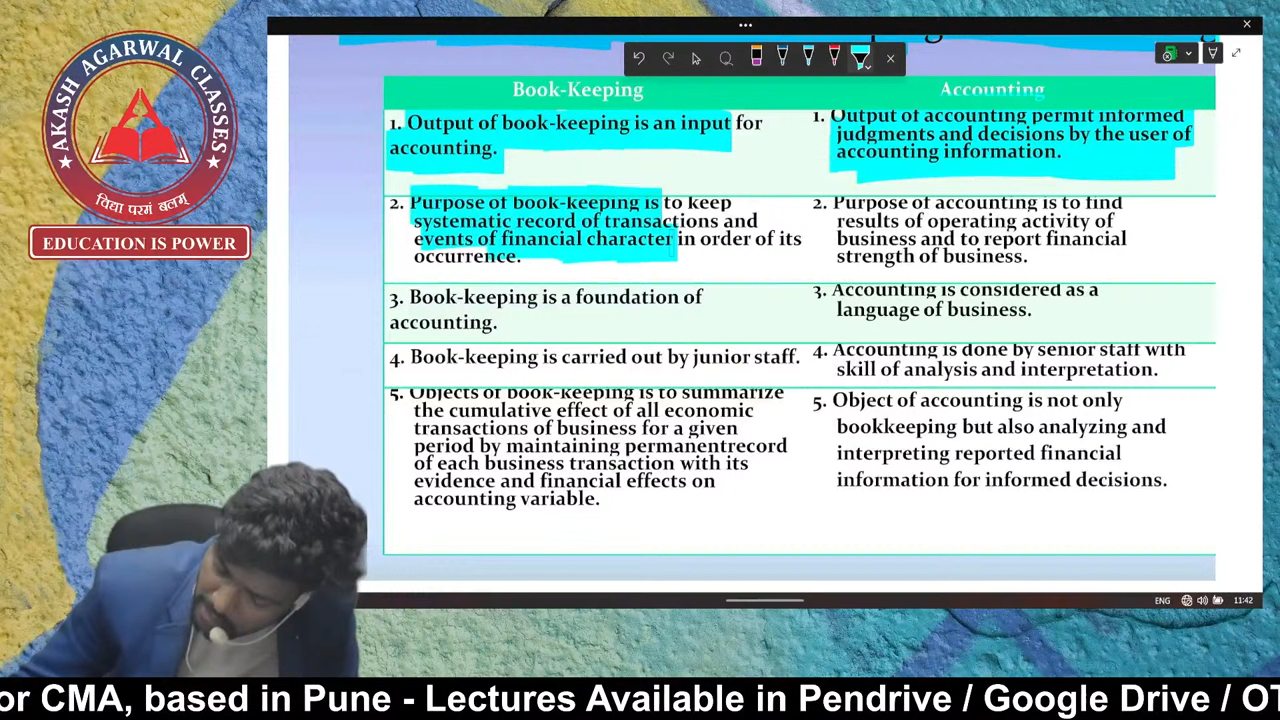 AKASH AGARWAL CLASSES
विद्या परमं बलम्
EDUCATION IS POWER
Book-Keeping
Accounting
1. Output of book-keeping is an input for
accounting.
1. Output of accounting permit informed
judgments and decisions by the user of
accounting information.
2. Purpose of book-keeping is to keep
systematic record of transactions and
events of financial character in order of its
occurrence.
2. Purpose of accounting is to find
results of operating activity of
business and to report financial
strength of business.
3. Book-keeping is a foundation of
accounting.
3. Accounting is considered as a
language of business.
4. Book-keeping is carried out by junior staff.
4. Accounting is done by senior staff with
skill of analysis and interpretation.
5. Objects of book-keeping is to summarize
the cumulative effect of all economic
transactions of business for a given
period by maintaining permanentrecord
of each business transaction with its
evidence and financial effects on
accounting variable.
5. Object of accounting is not only
bookkeeping but also analyzing and
interpreting reported financial
information for informed decisions.
ENG 11:42
or CMA, based in Pune - Lectures Available in Pendrive / Google Drive / OT